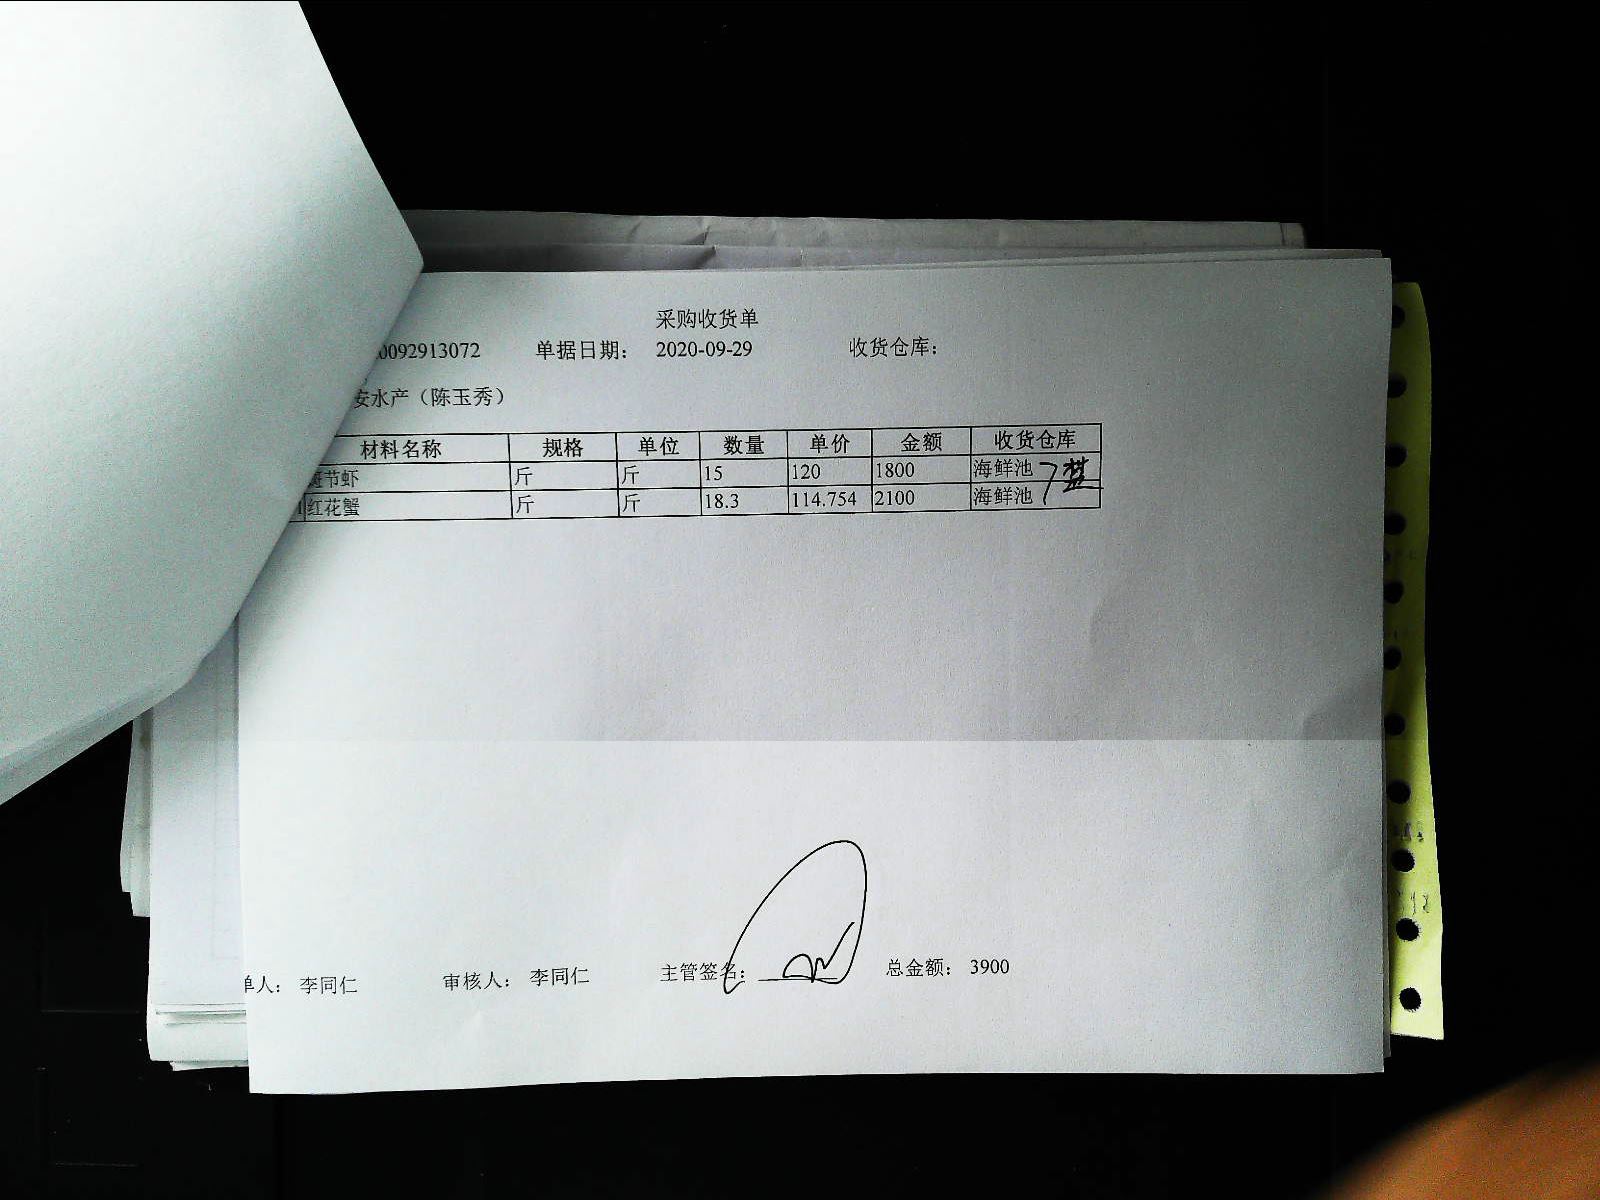 采购收货单
0092913072 单据日期: 2020-09-29 收货仓库:
安水产(陈玉秀)
材料名称 规格 单位 数量 单价 金额 收货仓库
斑节虾 斤 斤 15 120 1800 海鲜池
1 红花蟹 斤 斤 18.3 114.754 2100 海鲜池
单人: 李同仁 审核人: 李同仁 主管签名: 总金额: 3900